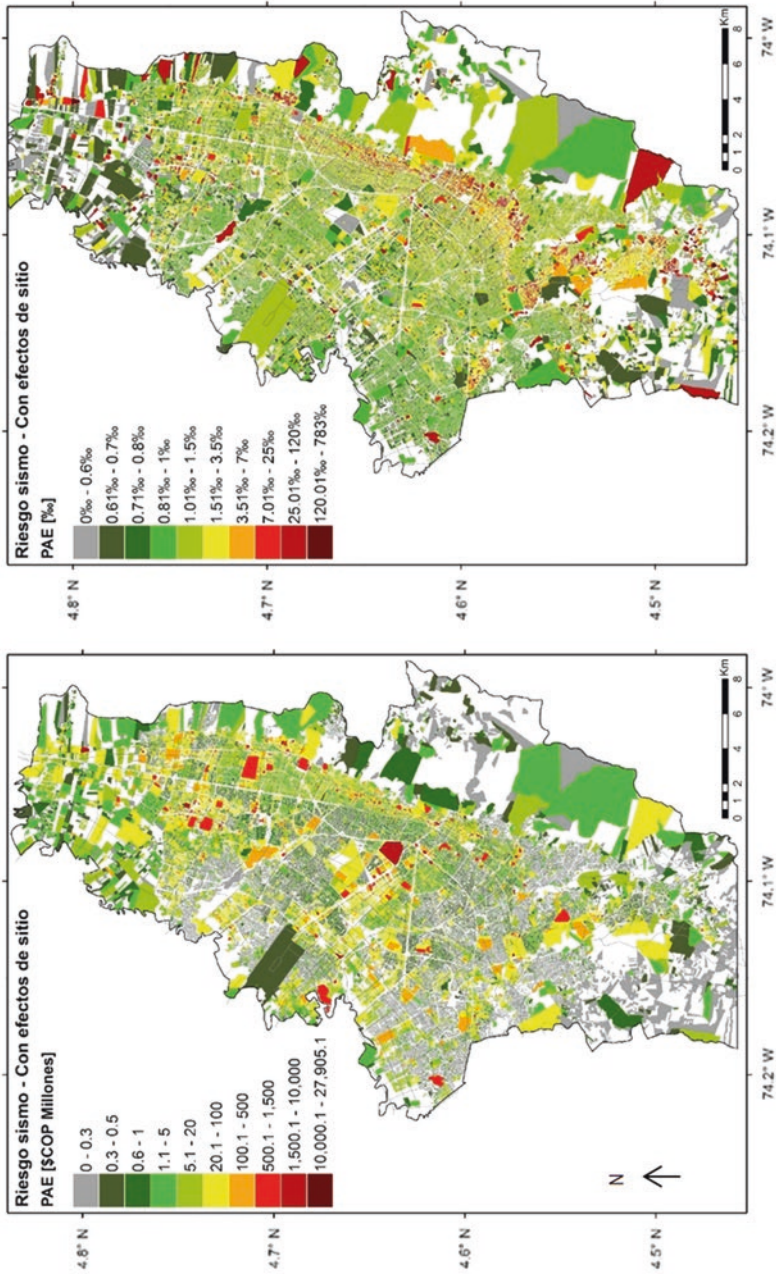 Riesgo sismo - Con efectos de sitio
PAE [$COP Millones]
0 - 0.3
0.3 - 0.5
0.6 - 1
1.1 - 5
5.1 - 20
20.1 - 100
100.1 - 500
500.1 - 1,500
1,500.1 - 10,000
10,000.1 - 27,905.1
N
4.8° N
4.7° N
4.6° N
4.5° N
0 1 2 4 6 8 Km
74.2° W
74.1° W
74° W
Riesgo sismo - Con efectos de sitio
PAE [‰]
0‰ - 0.6‰
0.61‰ - 0.7‰
0.71‰ - 0.8‰
0.81‰ - 1‰
1.01‰ - 1.5‰
1.51‰ - 3.5‰
3.51‰ - 7‰
7.01‰ - 25‰
25.01‰ - 120‰
120.01‰ - 783‰
4.8° N
4.7° N
4.6° N
4.5° N
0 1 2 4 6 8 Km
74.2° W
74.1° W
74° W